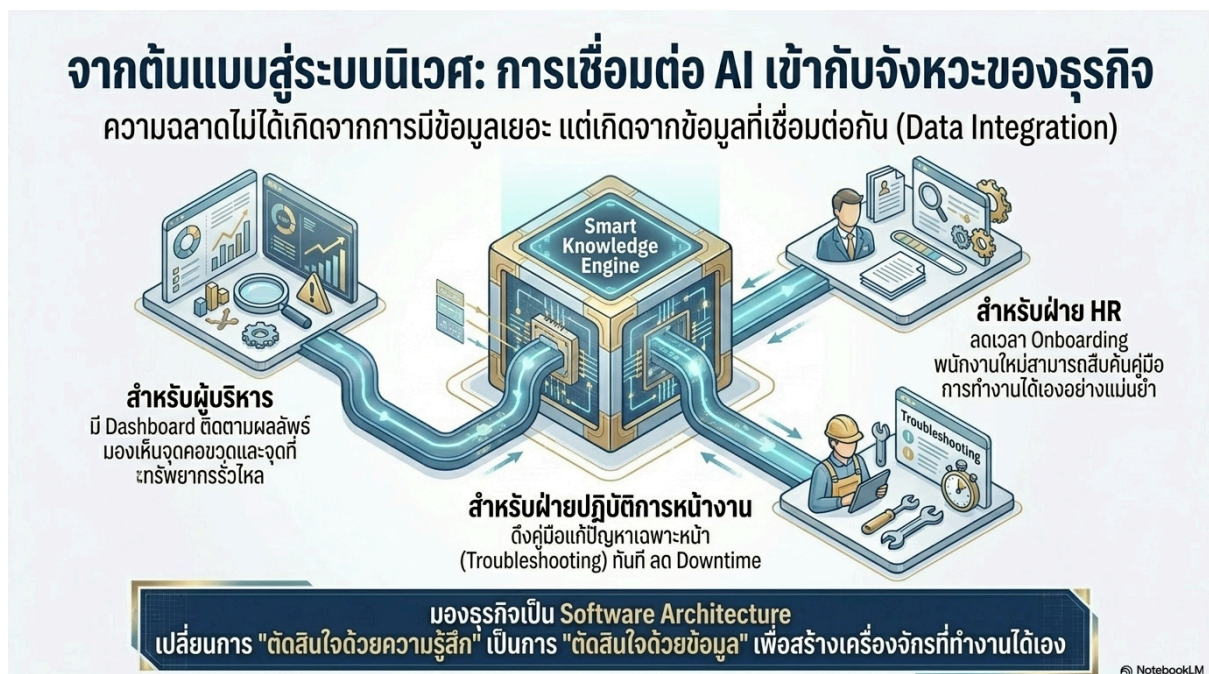 จากต้นแบบสู่ระบบนิเวศ: การเชื่อมต่อ AI เข้ากับจังหวะของธุรกิจ
ความฉลาดไม่ได้เกิดจากการมีข้อมูลเยอะ แต่เกิดจากข้อมูลที่เชื่อมต่อกัน (Data Integration)
Smart
Knowledge
Engine
สำหรับผู้บริหาร
มี Dashboard ติดตามผลลัพธ์
มองเห็นจุดคอขวดและจุดที่
ทรัพยากรรั่วไหล
สำหรับฝ่าย HR
ลดเวลา Onboarding
พนักงานใหม่สามารถสืบค้นคู่มือ
การทำงานได้เองอย่างแม่นยำ
Troubleshooting
สำหรับฝ่ายปฏิบัติการหน้างาน
ดึงคู่มือแก้ปัญหาเฉพาะหน้า
(Troubleshooting) ทันที ลด Downtime
มองธุรกิจเป็น Software Architecture
เปลี่ยนการ "ตัดสินใจด้วยความรู้สึก" เป็นการ "ตัดสินใจด้วยข้อมูล" เพื่อสร้างเครื่องจักรที่ทำงานได้เอง
NotebookLM